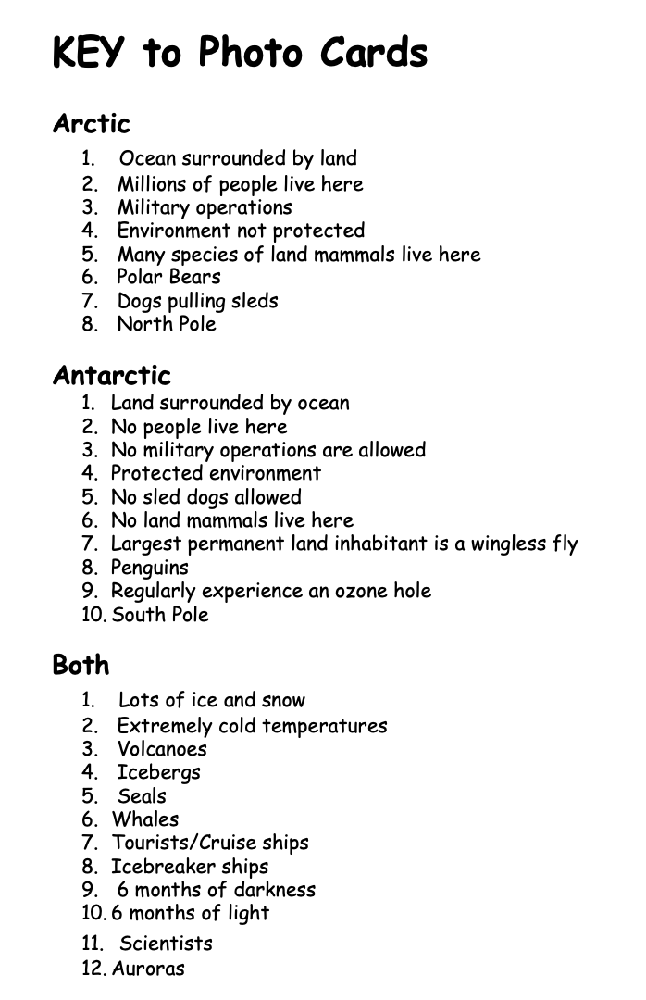 KEY to Photo Cards
Arctic
1. Ocean surrounded by land
2. Millions of people live here
3. Military operations
4. Environment not protected
5. Many species of land mammals live here
6. Polar Bears
7. Dogs pulling sleds
8. North Pole
Antarctic
1. Land surrounded by ocean
2. No people live here
3. No military operations are allowed
4. Protected environment
5. No sled dogs allowed
6. No land mammals live here
7. Largest permanent land inhabitant is a wingless fly
8. Penguins
9. Regularly experience an ozone hole
10. South Pole
Both
1. Lots of ice and snow
2. Extremely cold temperatures
3. Volcanoes
4. Icebergs
5. Seals
6. Whales
7. Tourists/Cruise ships
8. Icebreaker ships
9. 6 months of darkness
10. 6 months of light
11. Scientists
12. Auroras